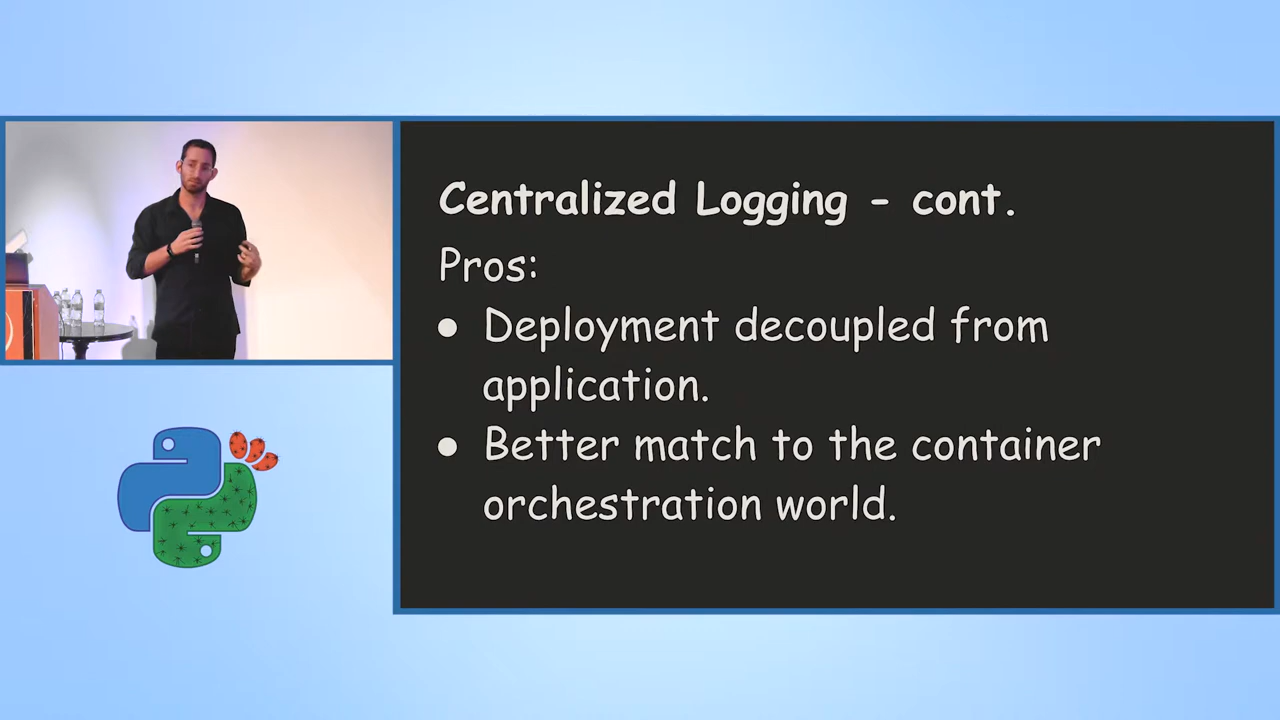 Centralized Logging - cont.
Pros:
● Deployment decoupled from
application.
● Better match to the container
orchestration world.